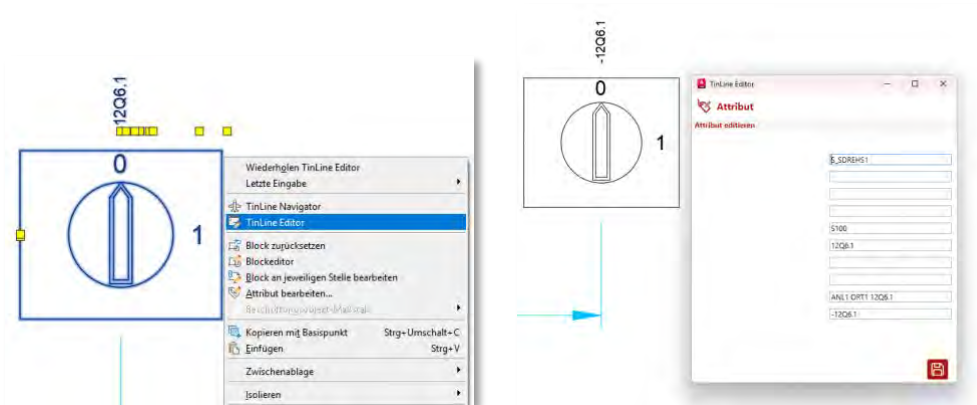 12Q6.1
0
1
Wiederholen TinLine Editor
Letzte Eingabe
TinLine Navigator
TinLine Editor
Block zurücksetzen
Blockeditor
Block an jeweiligen Stelle bearbeiten
Attribut bearbeiten...
Kopieren mit Basispunkt Strg+Umschalt+C
Einfügen Strg+V
Zwischenablage
Isolieren
-12Q6.1
0
1
TinLine Editor
Attribut
Attribut editieren
S_SDREHS1
S100
12Q6.1
ANL1 ORT1 12Q6.1
-12Q6.1